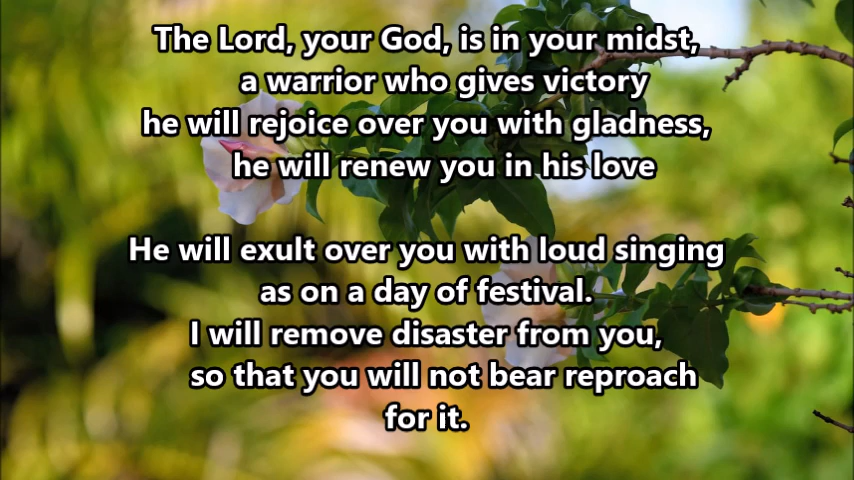 The Lord, your God, is in your midst,
a warrior who gives victory
he will rejoice over you with gladness,
he will renew you in his love
He will exult over you with loud singing
as on a day of festival.
I will remove disaster from you,
so that you will not bear reproach
for it.